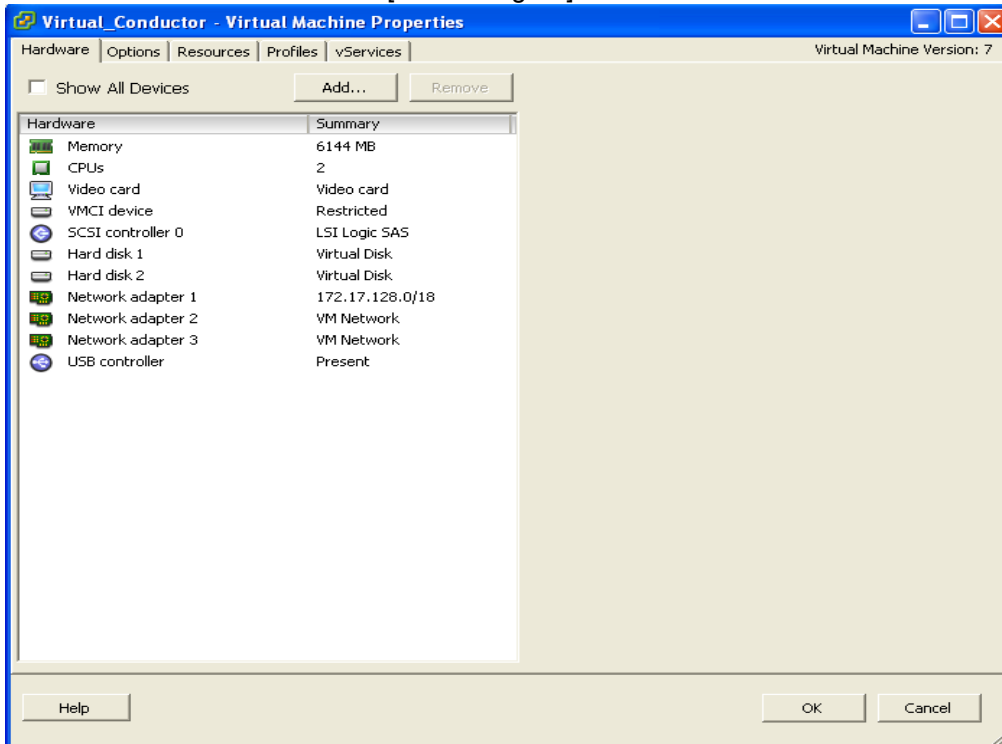 Virtual_Conductor - Virtual Machine Properties
Hardware Options Resources Profiles vServices Virtual Machine Version: 7
Show All Devices Add... Remove
Hardware Summary
Memory 6144 MB
CPUs 2
Video card Video card
VMCI device Restricted
SCSI controller 0 LSI Logic SAS
Hard disk 1 Virtual Disk
Hard disk 2 Virtual Disk
Network adapter 1 172.17.128.0/18
Network adapter 2 VM Network
Network adapter 3 VM Network
USB controller Present
Help OK Cancel